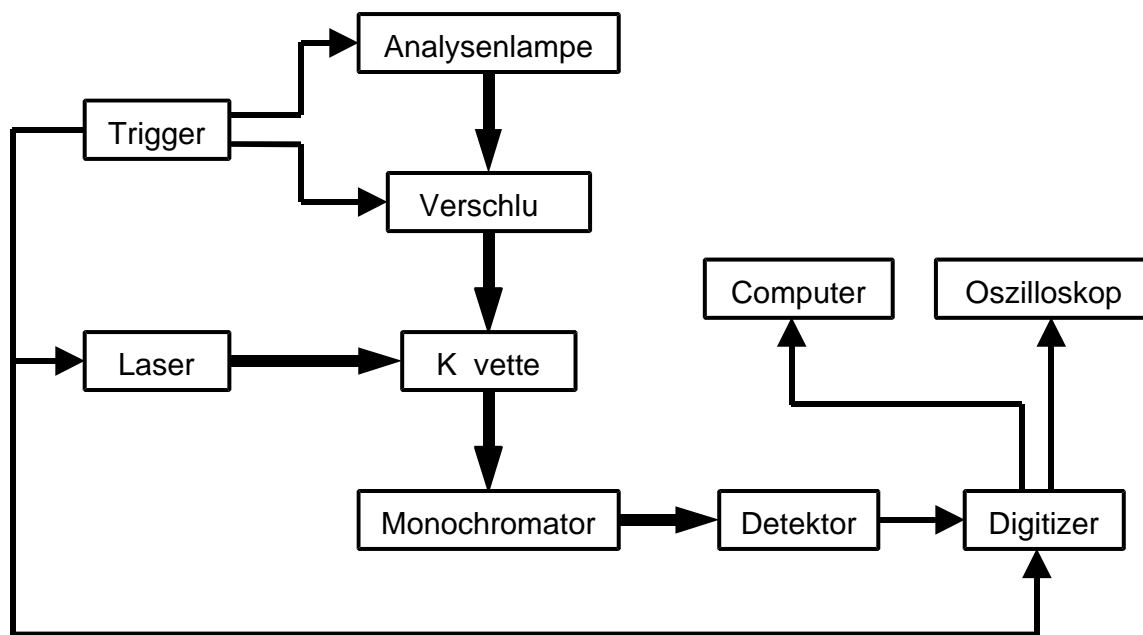 Analysenlampe
Trigger
Verschlu
Computer
Oszilloskop
Laser
K vette
Monochromator
Detektor
Digitizer